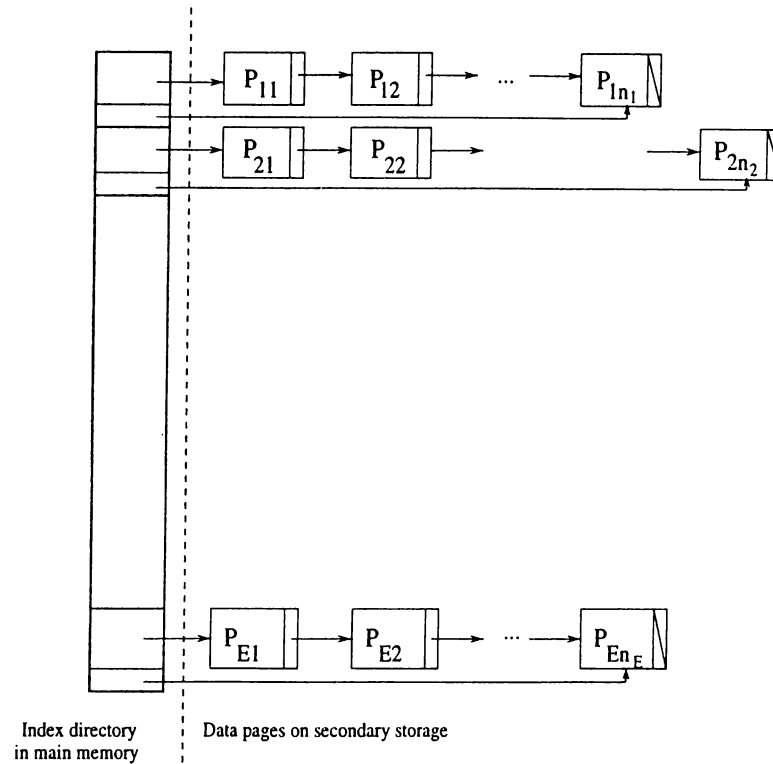 P11 P12 ... P1n1
P21 P22 P2n2
PE1 PE2 ... PEnE
Index directory
in main memory
Data pages on secondary storage